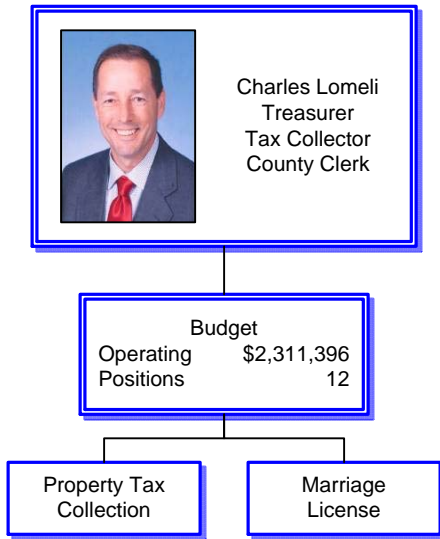 Charles Lomeli
Treasurer
Tax Collector
County Clerk
Budget
Operating $2,311,396
Positions 12
Property Tax
Collection
Marriage
License